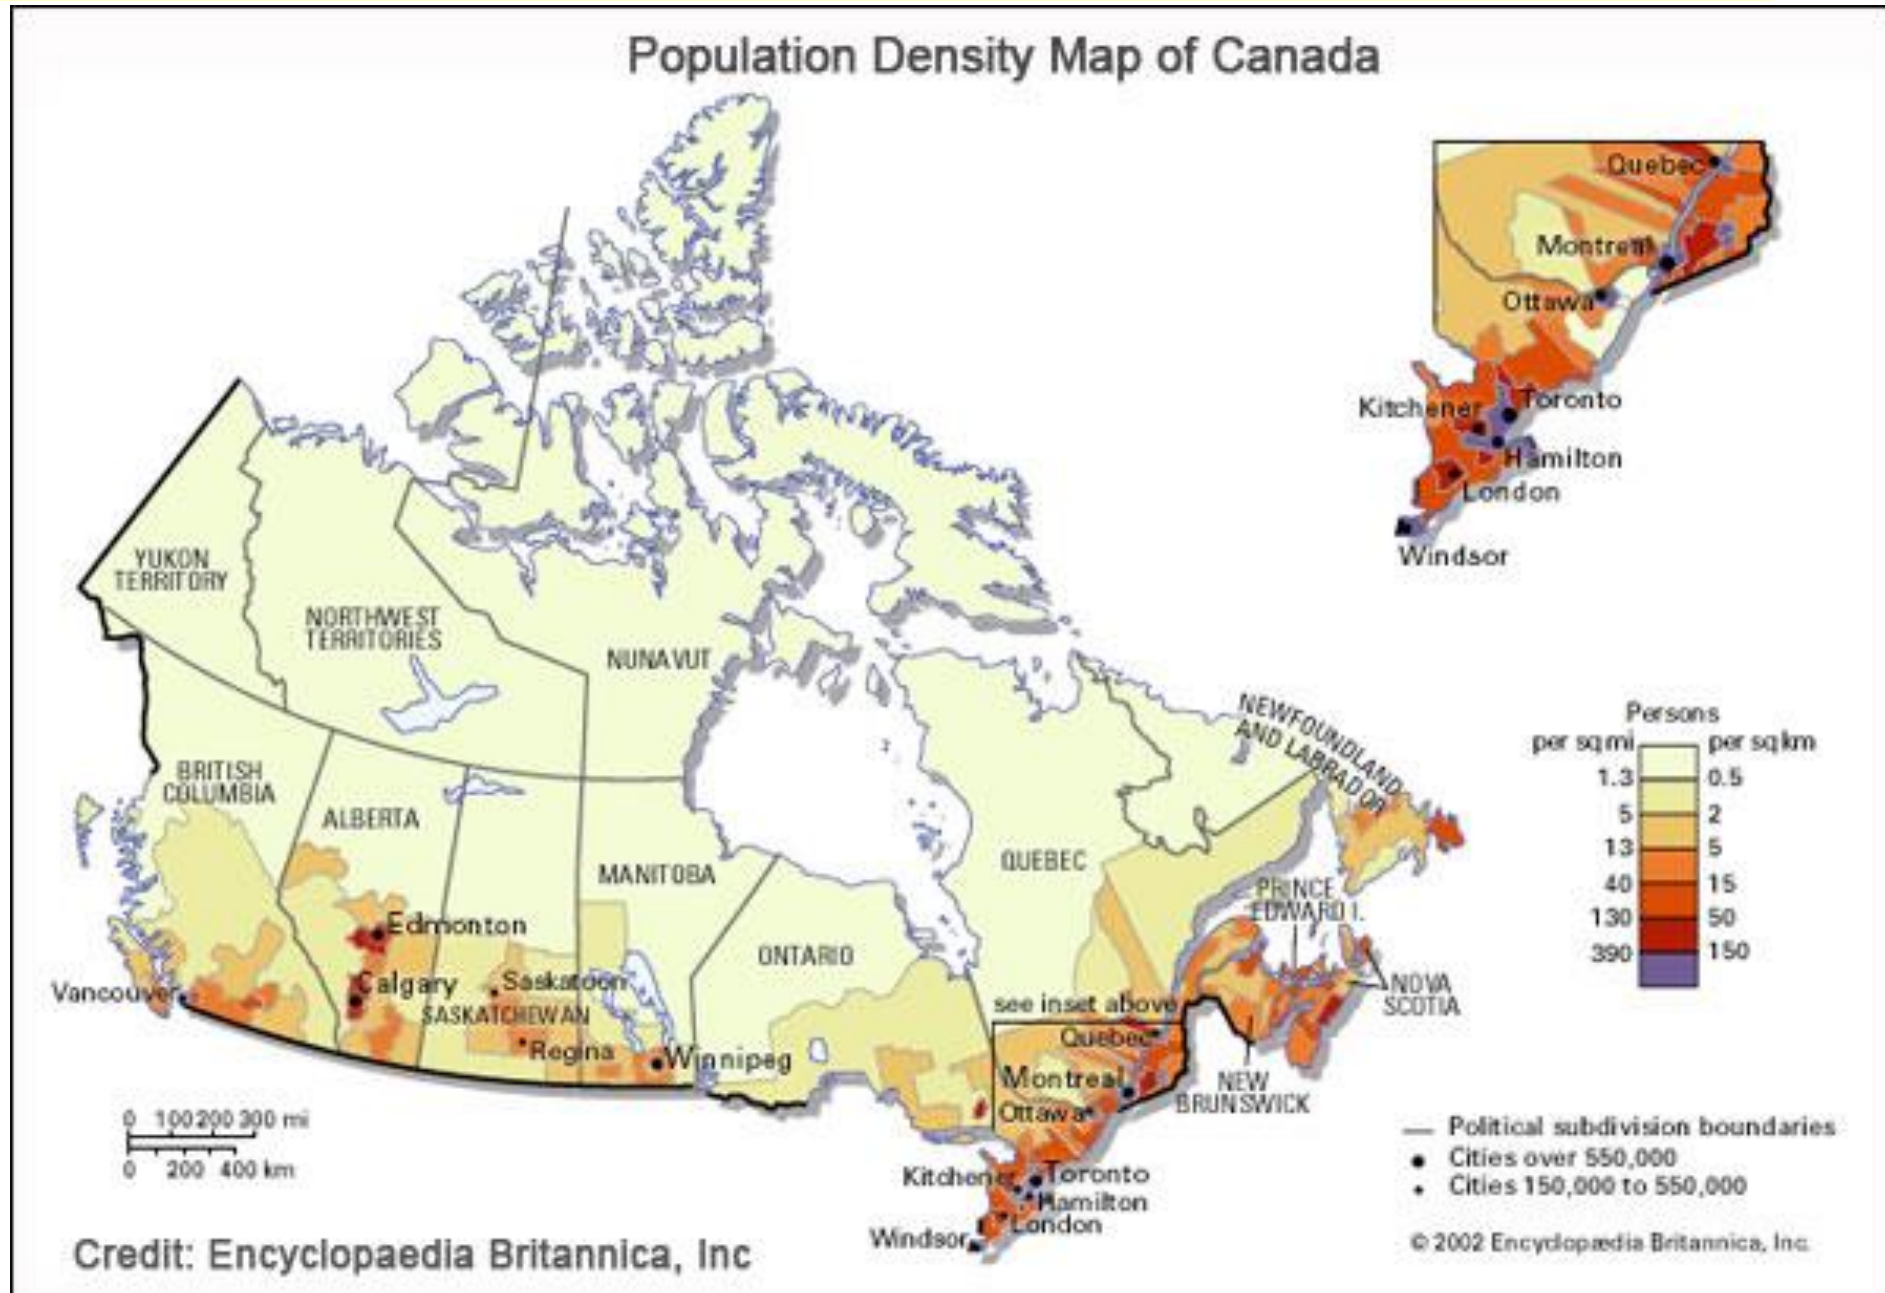 Population Density Map of Canada
Quebec
Montreal
Ottawa
Kitchener
Toronto
Hamilton
London
Windsor
YUKON
TERRITORY
NORTHWEST
TERRITORIES
NUNAVUT
BRITISH
COLUMBIA
ALBERTA
MANITOBA
QUEBEC
NEWFOUNDLAND
AND LABRADOR
Persons
per sq mi
per sq km
1.3 0.5
5 2
13 5
40 15
130 50
390 150
PRINCE
EDWARD I.
Edmonton
Vancouver
Calgary
Saskatoon
SASKATCHEWAN
Regina
Winnipeg
ONTARIO
see inset above
NOVA
SCOTIA
Quebec
Montreal
Ottawa
NEW
BRUNSWICK
0 100 200 300 mi
0 200 400 km
Kitchener
Toronto
Hamilton
London
Windsor
Political subdivision boundaries
Cities over 550,000
Cities 150,000 to 550,000
Credit: Encyclopaedia Britannica, Inc
© 2002 Encyclopædia Britannica, Inc.